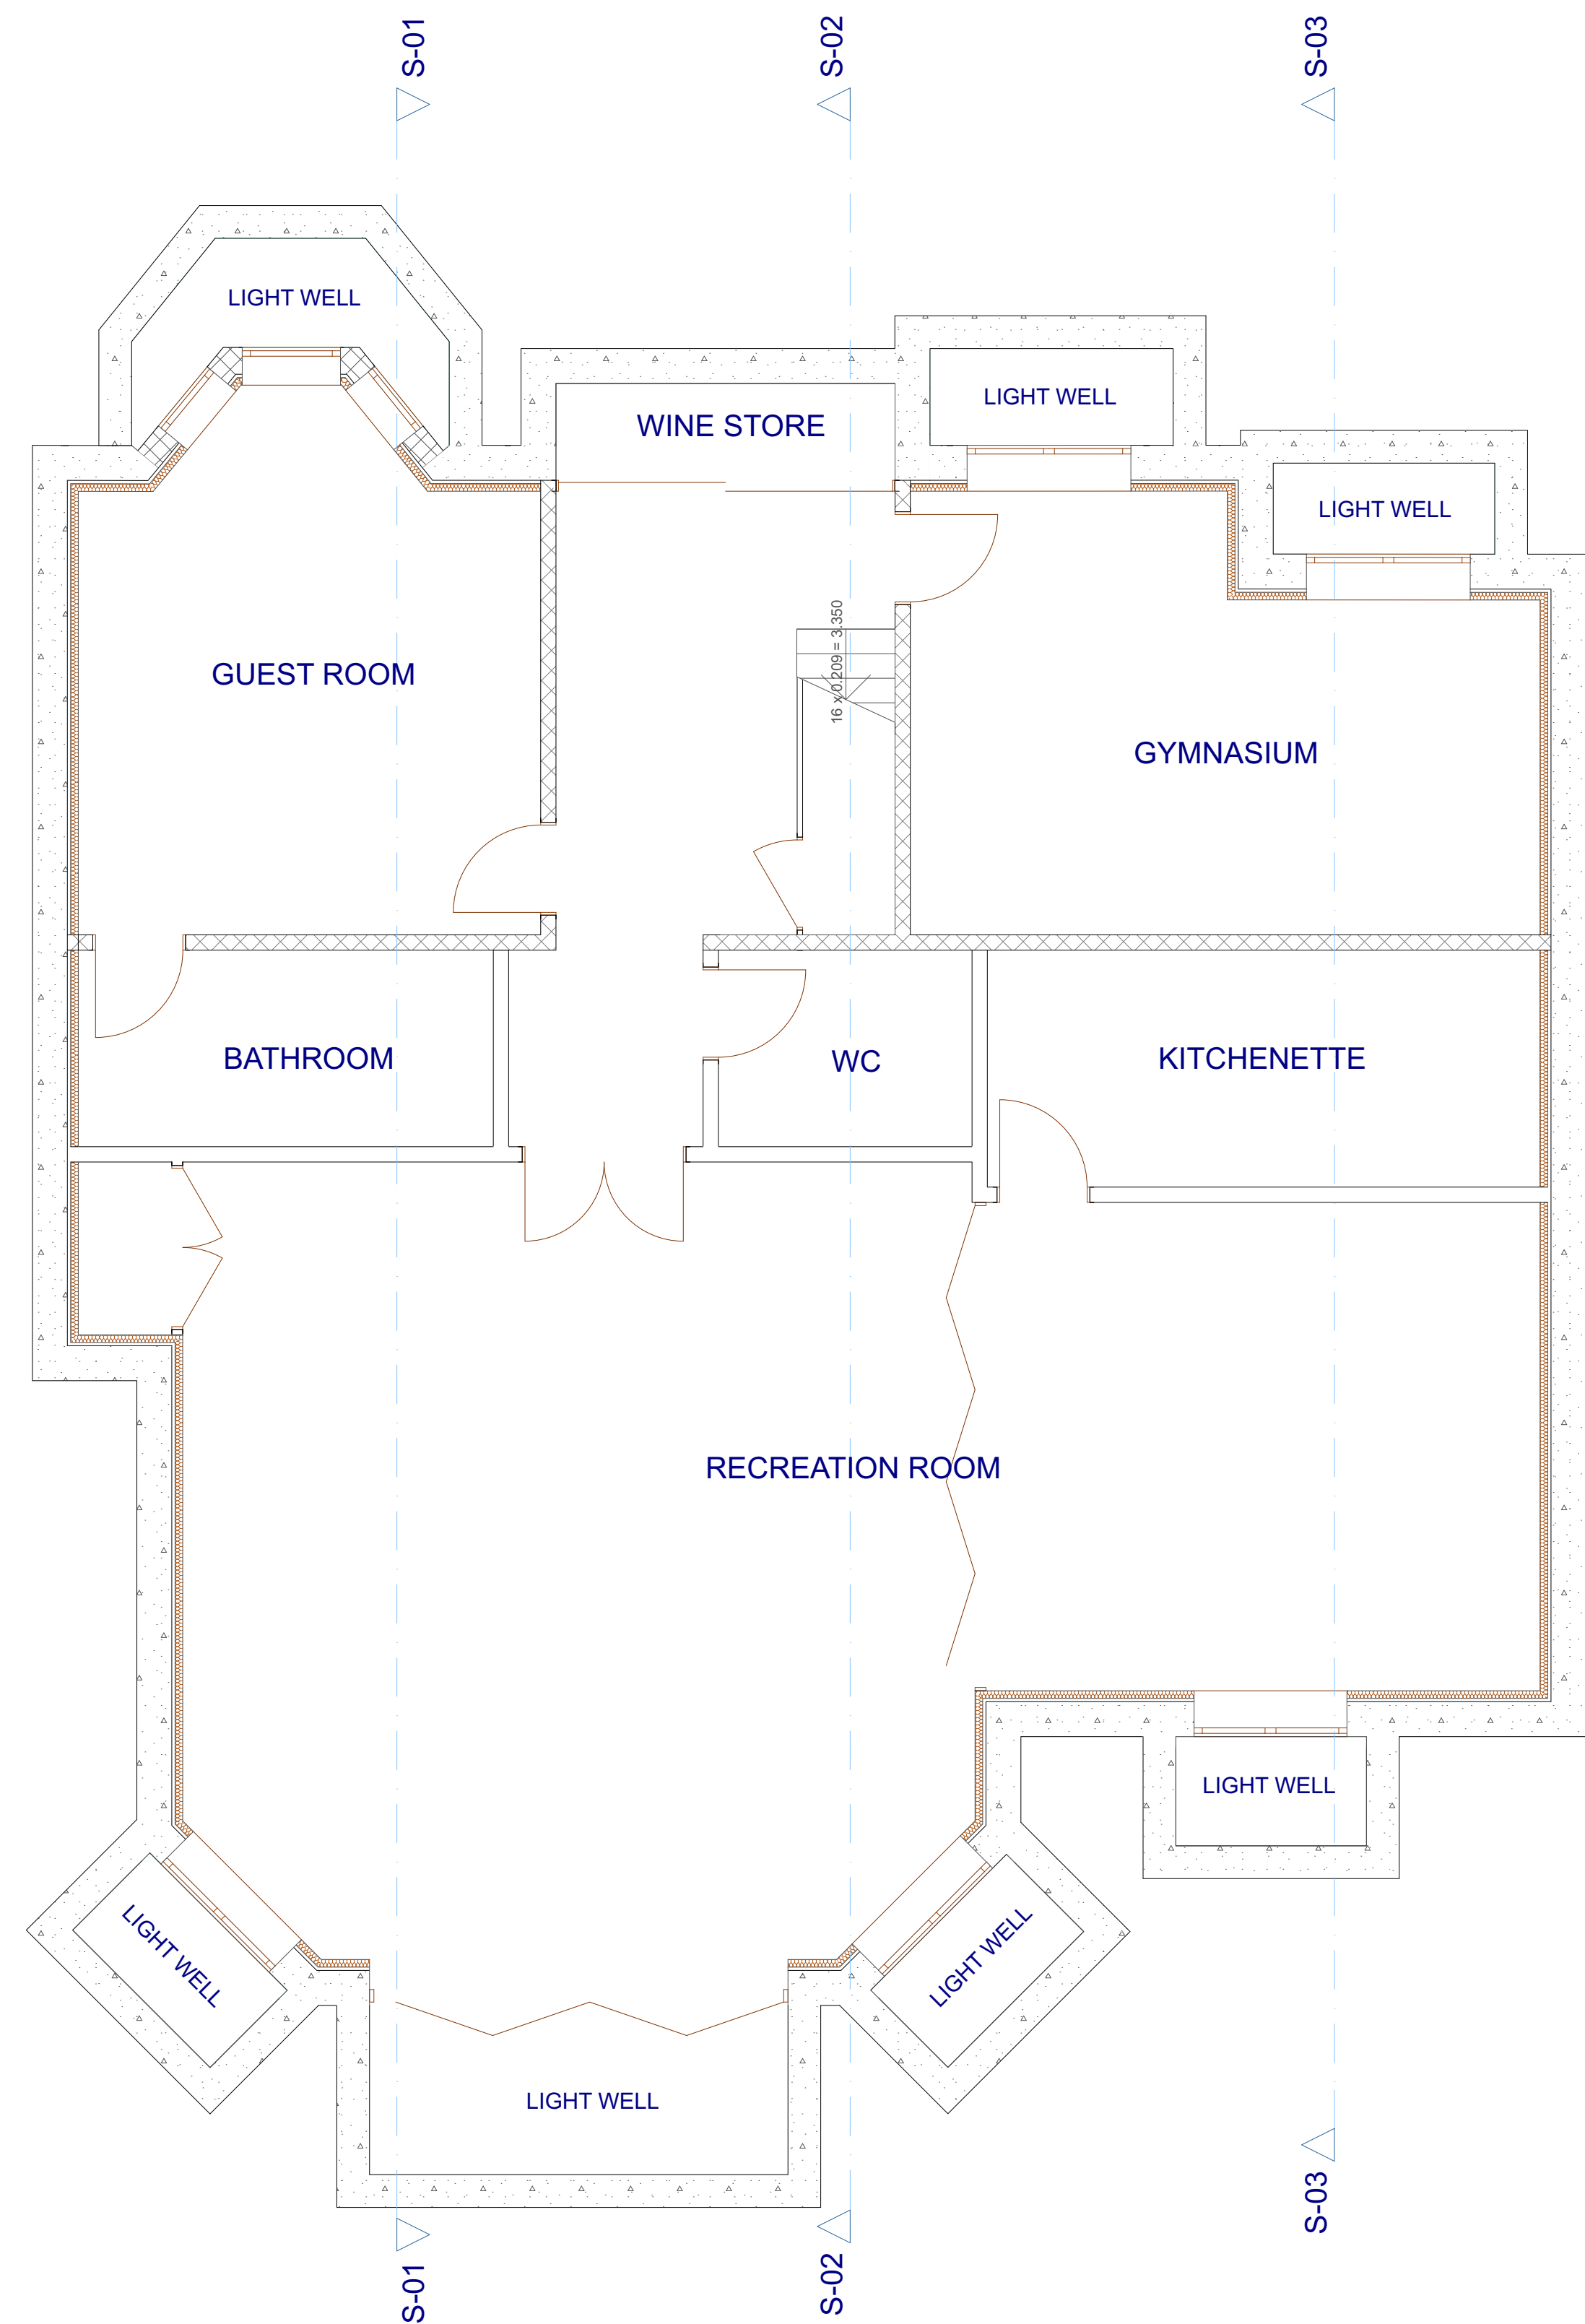 S-01
S-02
S-03
LIGHT WELL
WINE STORE
LIGHT WELL
LIGHT WELL
GUEST ROOM
16 x 0.209 = 3.350
GYMNASIUM
BATHROOM
WC
KITCHENETTE
RECREATION ROOM
LIGHT WELL
LIGHT WELL
LIGHT WELL
LIGHT WELL
S-01
S-02
S-03